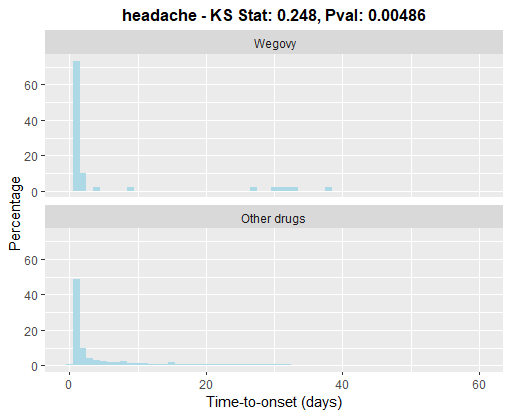 headache - KS Stat: 0.248, Pval: 0.00486
Wegovy
60
40
20
0
Other drugs
60
40
20
0
Percentage
0 20 40 60
Time-to-onset (days)